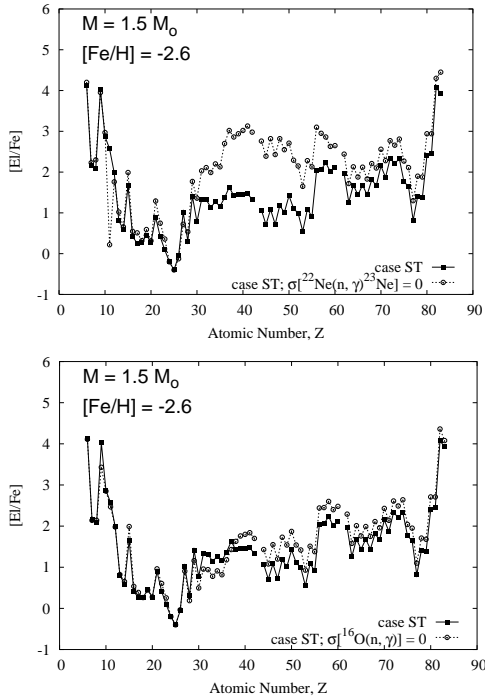 M = 1.5 M₀
[Fe/H] = -2.6
6
5
4
3
2
1
0
-1
[El/Fe]
case ST
case ST; σ[²²Ne(n, γ)²³Ne] = 0
0 10 20 30 40 50 60 70 80 90
Atomic Number, Z
M = 1.5 M₀
[Fe/H] = -2.6
6
5
4
3
2
1
0
-1
[El/Fe]
case ST
case ST; σ[¹⁶O(n, γ)] = 0
0 10 20 30 40 50 60 70 80 90
Atomic Number, Z